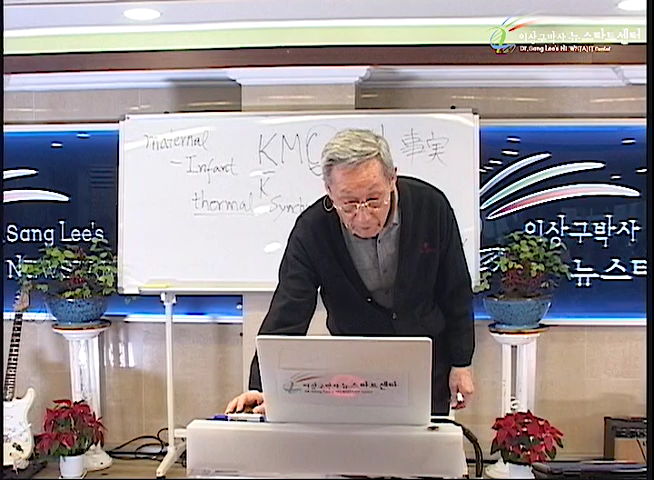 이상구박사 뉴스타트센터
Dr. Sang Lee's NEWSTART Center
maternal
KMC
事実
- Infant
K
thermal Synch
Sang Lee's
이상구박사
뉴스타
이상구박사 뉴스타트센터